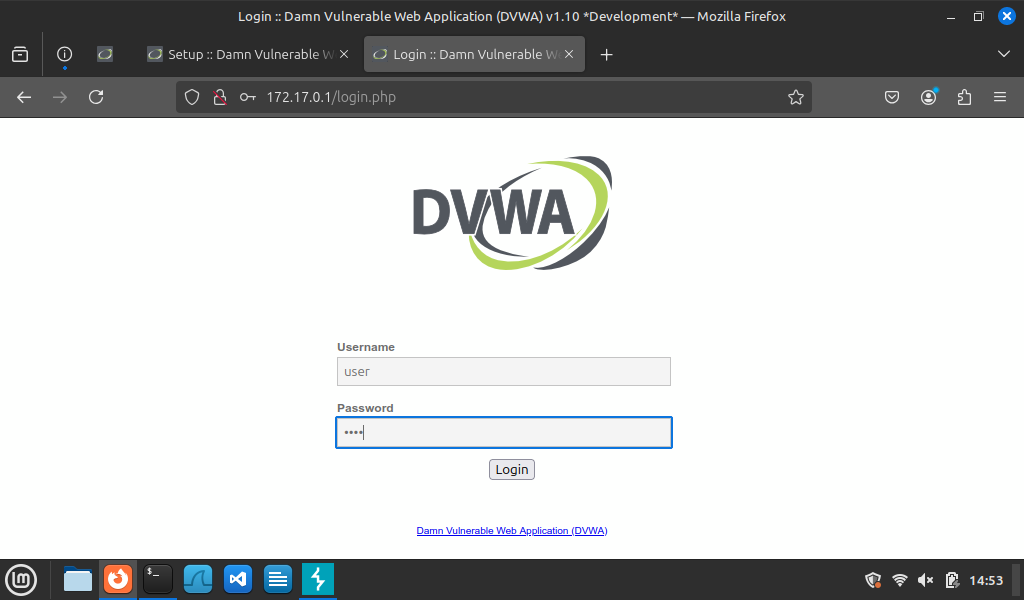 Login :: Damn Vulnerable Web Application (DVWA) v1.10 *Development* — Mozilla Firefox
Setup :: Damn Vulnerable W
Login :: Damn Vulnerable We
172.17.0.1/login.php
DVWA
Username
user
Password
••••
Login
Damn Vulnerable Web Application (DVWA)
$_
14:53